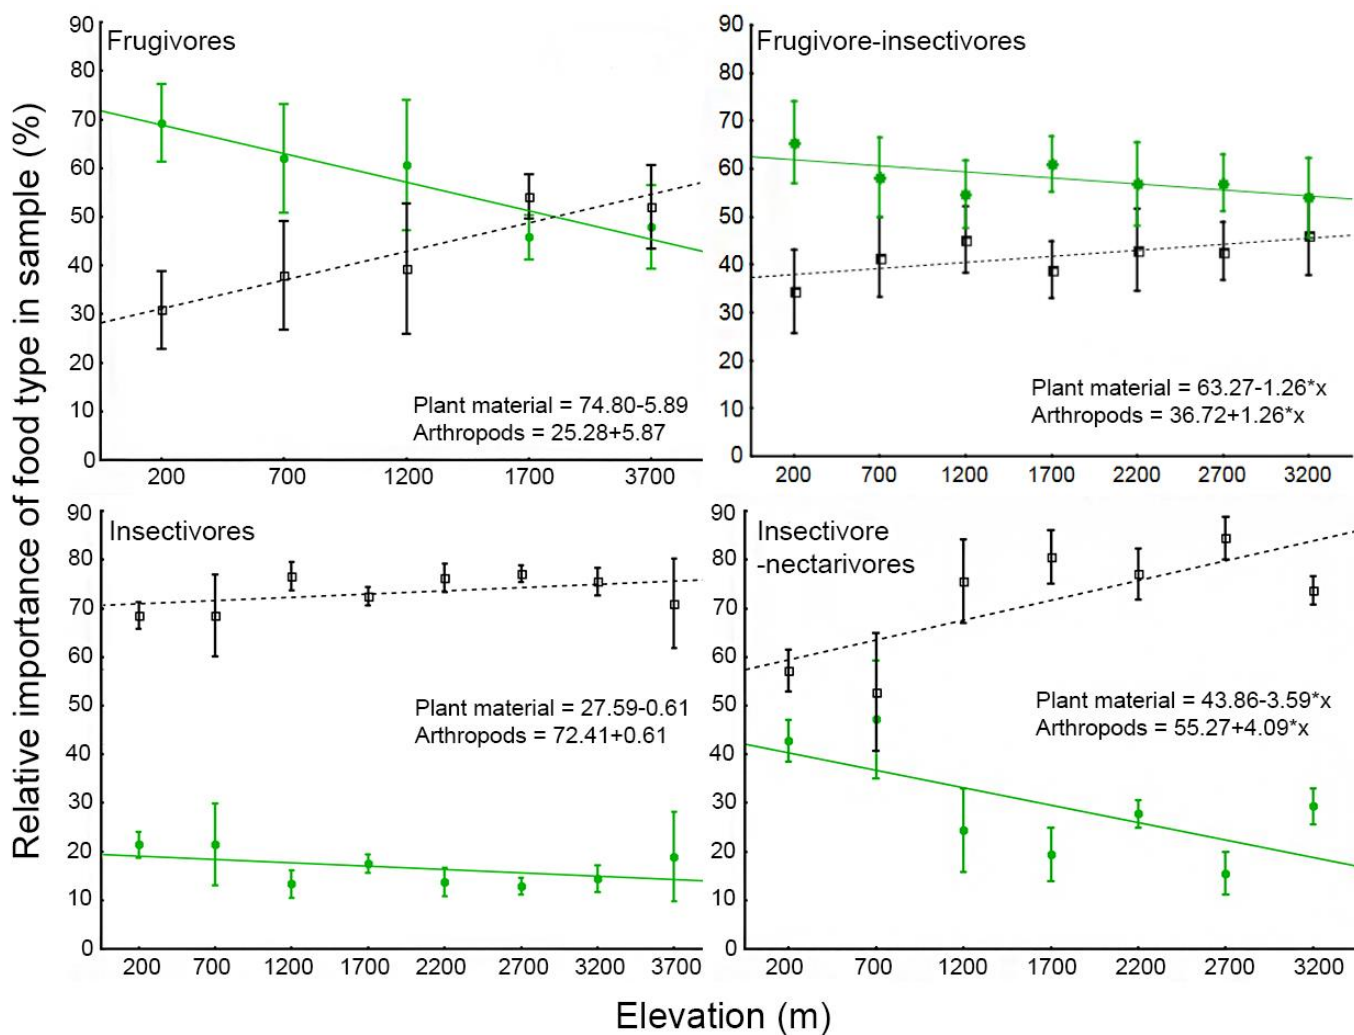 Relative importance of food type in sample (%)
Frugivores
90
80
70
60
50
40
30
20
10
0
Plant material = 74.80-5.89
Arthropods = 25.28+5.87
200 700 1200 1700 3700
Frugivore-insectivores
90
80
70
60
50
40
30
20
10
0
Plant material = 63.27-1.26*x
Arthropods = 36.72+1.26*x
200 700 1200 1700 2200 2700 3200
Insectivores
90
80
70
60
50
40
30
20
10
0
Plant material = 27.59-0.61
Arthropods = 72.41+0.61
200 700 1200 1700 2200 2700 3200 3700
Insectivore
-nectarivores
90
80
70
60
50
40
30
20
10
0
Plant material = 43.86-3.59*x
Arthropods = 55.27+4.09*x
200 700 1200 1700 2200 2700 3200
Elevation (m)